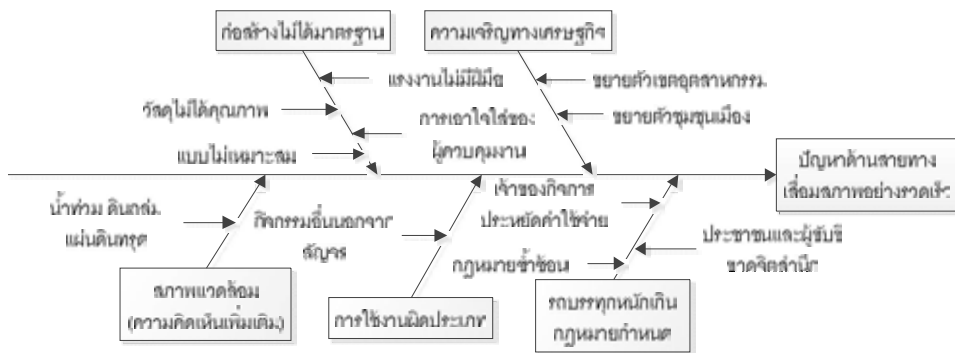 ก่อสร้างไม่ได้มาตรฐาน
ความเจริญทางเศรษฐกิจ
แรงงานไม่มีฝีมือ
ขยายตัวเขตอุตสาหกรรม
วัสดุไม่ได้คุณภาพ
การเอาใจใส่ของ
ผู้ควบคุมงาน
ขยายตัวชุมชนเมือง
แบบไม่เหมาะสม
ปัญหาด้านสายทาง
เสื่อมสภาพอย่างรวดเร็ว
น้ำท่วม ดินถล่ม
แผ่นดินทรุด
กิจกรรมอื่นนอกจาก
สัญจร
เจ้าของกิจการ
ประหยัดค่าใช้จ่าย
กฎหมายซ้ำซ้อน
ประชาชนและผู้ขับขี่
ขาดจิตสำนึก
สภาพแวดล้อม
(ความคิดเห็นเพิ่มเติม)
การใช้งานผิดประเภท
รถบรรทุกหนักเกิน
กฎหมายกำหนด